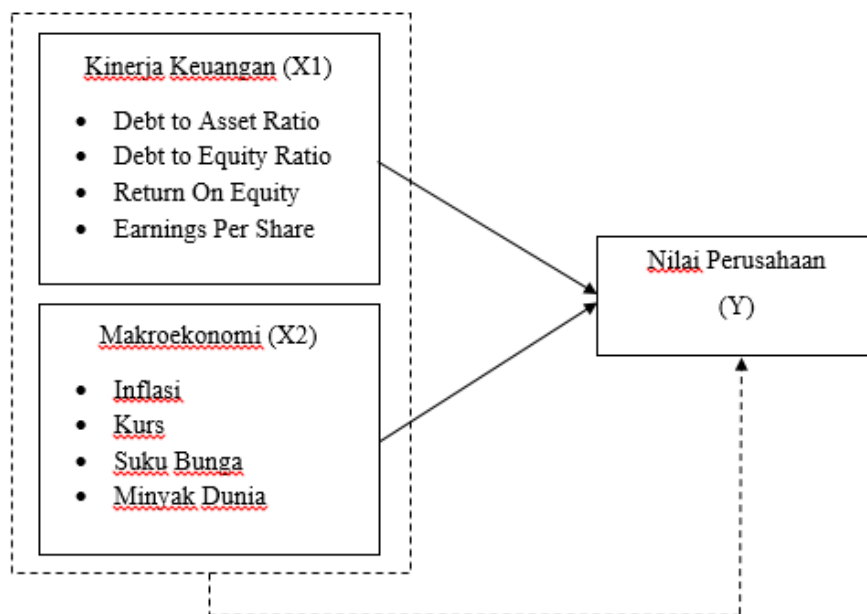 Kinerja Keuangan (X1)
• Debt to Asset Ratio
• Debt to Equity Ratio
• Return On Equity
• Earnings Per Share
Makroekonomi (X2)
• Inflasi
• Kurs
• Suku Bunga
• Minyak Dunia
Nilai Perusahaan
(Y)